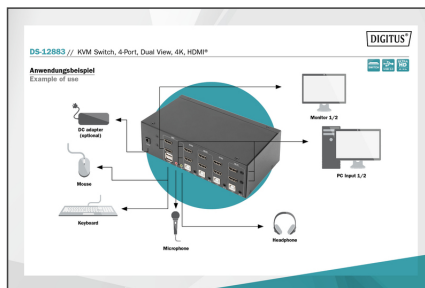 DIGITUS®
DS-12883 // KVM Switch, 4-Port, Dual View, 4K, HDMI®
Anwendungsbeispiel
Example of use
DC adapter
(optional)
Monitor 1/2
Mouse
PC input 1/2
Keyboard
Microphone
Headphone